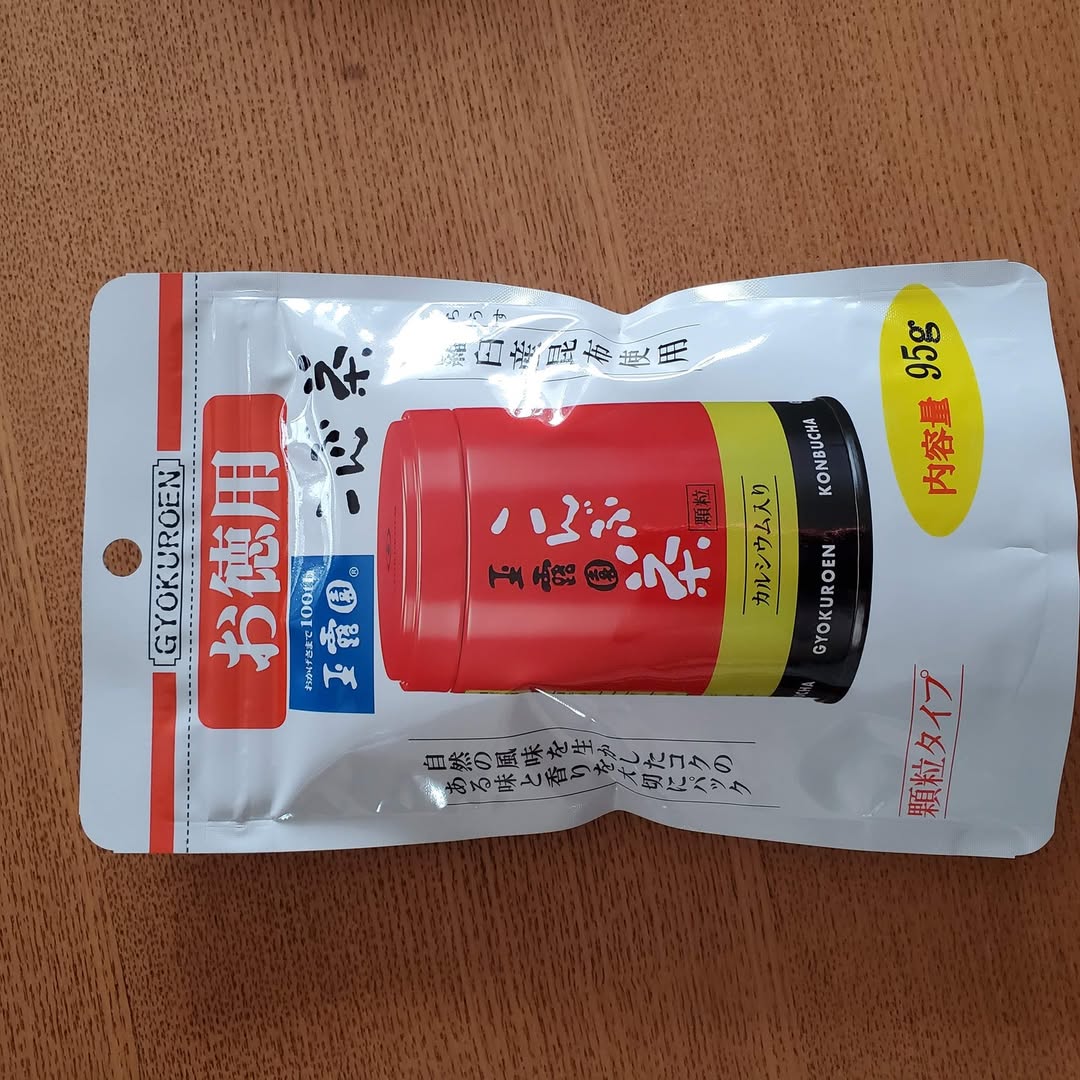 GYOKUROEN
お徳用
おかげさまで100年
玉露園®
こんぶ茶
らうす
羅臼産昆布使用
自然の風味を生かしたコクの
ある味と香りを大切にパック
こんぶ茶
玉露園
顆粒
カルシウム入り
GYOKUROEN KONBUCHA
CHA
内容量 95g
顆粒タイプ